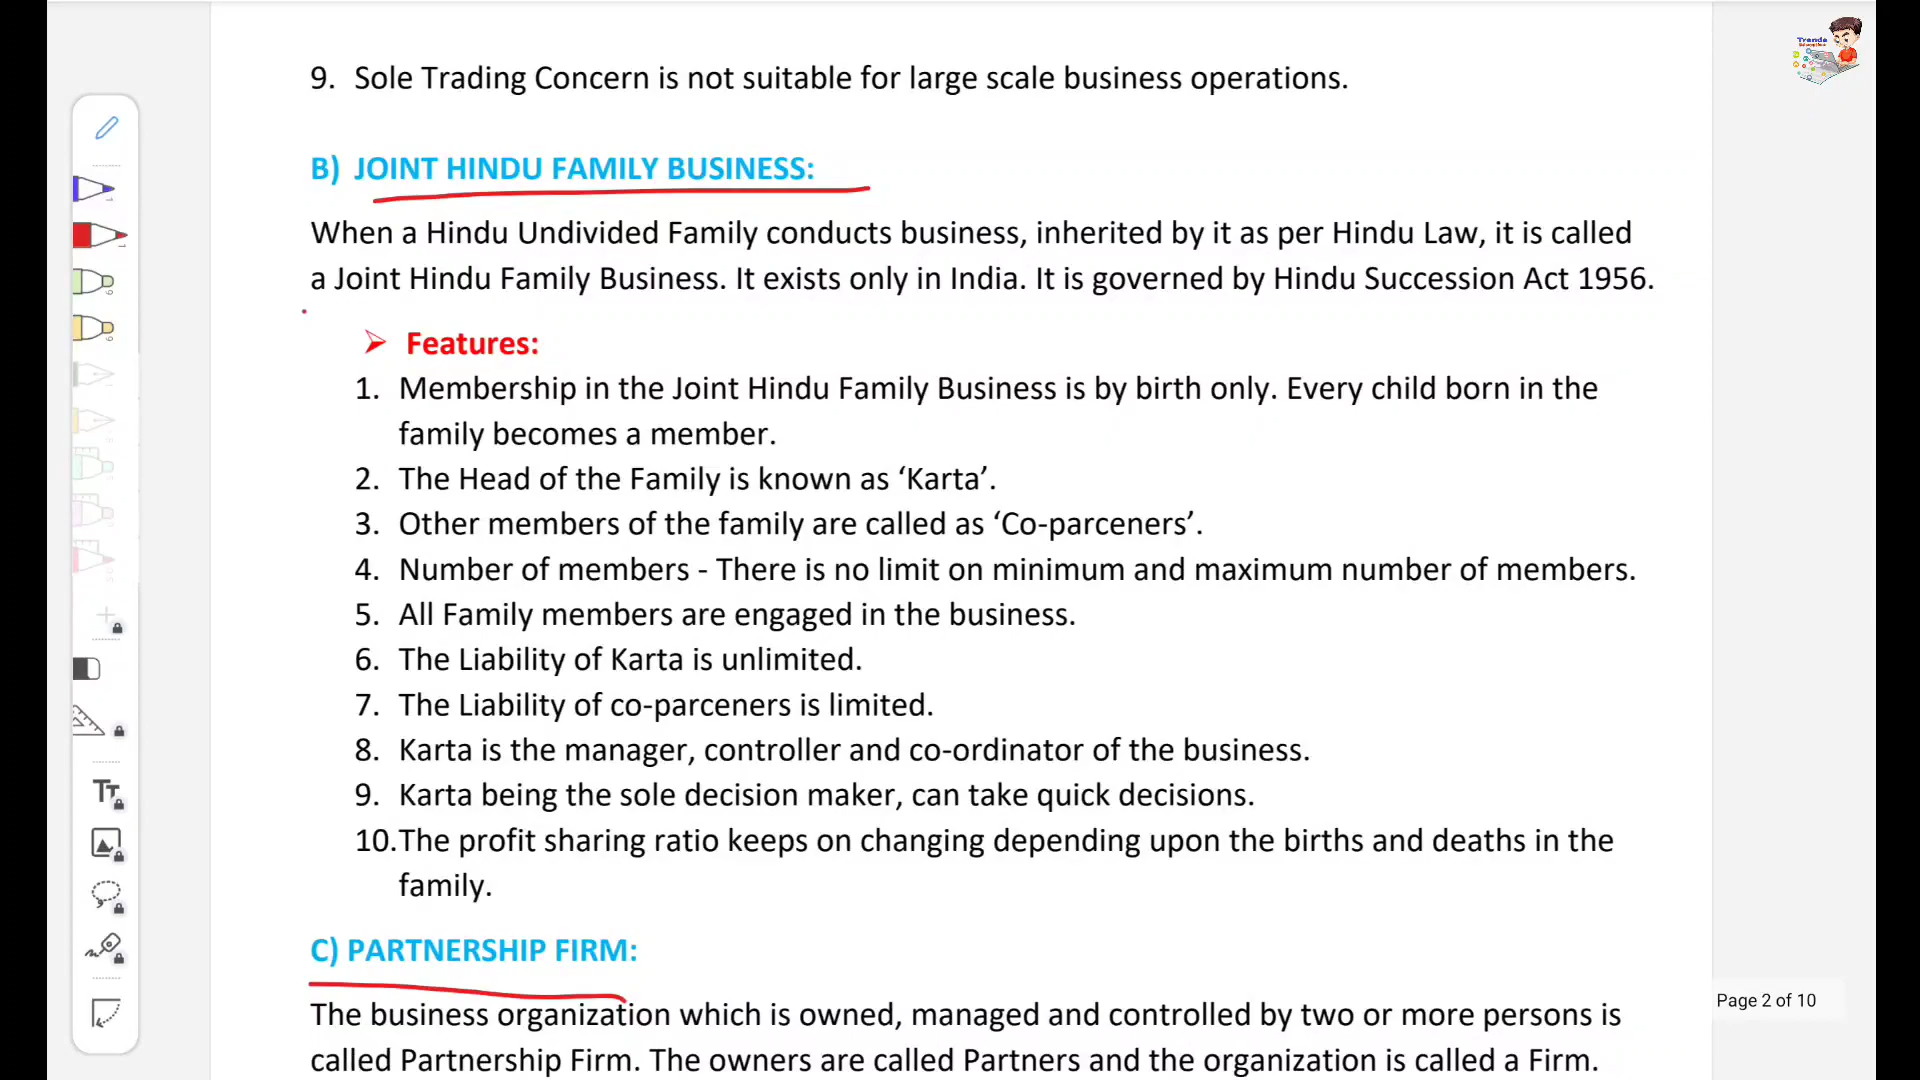 9. Sole Trading Concern is not suitable for large scale business operations.
B) JOINT HINDU FAMILY BUSINESS:
When a Hindu Undivided Family conducts business, inherited by it as per Hindu Law, it is called
a Joint Hindu Family Business. It exists only in India. It is governed by Hindu Succession Act 1956.
➢ Features:
1. Membership in the Joint Hindu Family Business is by birth only. Every child born in the
family becomes a member.
2. The Head of the Family is known as ‘Karta’.
3. Other members of the family are called as ‘Co-parceners’.
4. Number of members - There is no limit on minimum and maximum number of members.
5. All Family members are engaged in the business.
6. The Liability of Karta is unlimited.
7. The Liability of co-parceners is limited.
8. Karta is the manager, controller and co-ordinator of the business.
9. Karta being the sole decision maker, can take quick decisions.
10.The profit sharing ratio keeps on changing depending upon the births and deaths in the
family.
C) PARTNERSHIP FIRM:
The business organization which is owned, managed and controlled by two or more persons is
called Partnership Firm. The owners are called Partners and the organization is called a Firm.
Page 2 of 10
Tt
Trends